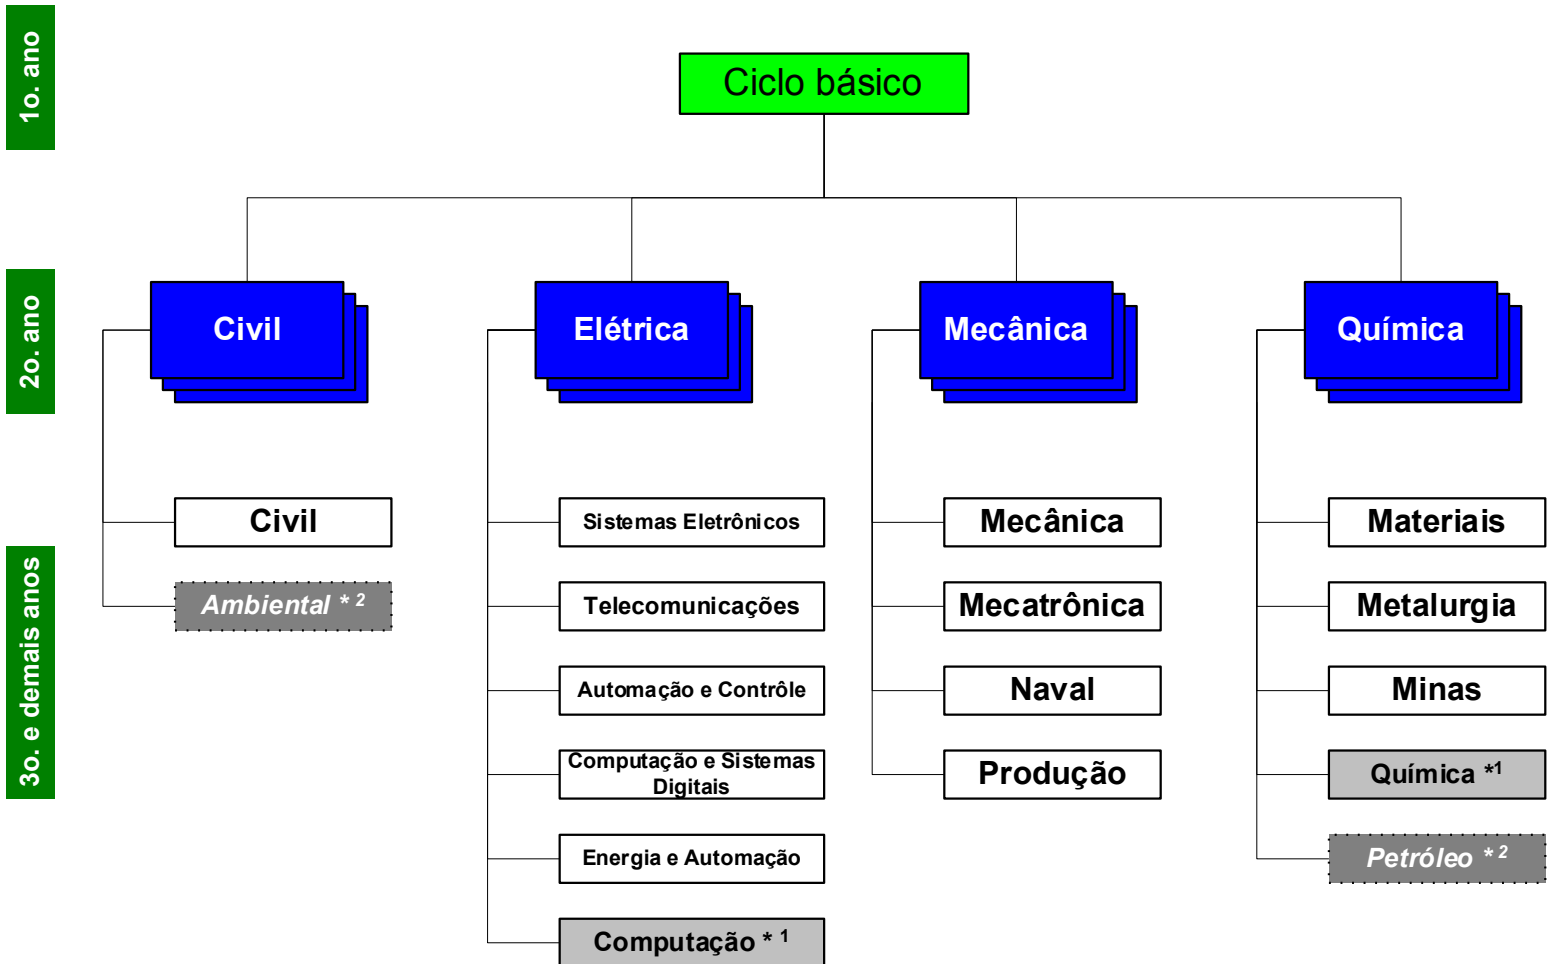 1o. ano
Ciclo básico
2o. ano
Civil
Elétrica
Mecânica
Química
3o. e demais anos
Civil
Ambiental * 2
Sistemas Eletrônicos
Telecomunicações
Automação e Contrôle
Computação e Sistemas
Digitais
Energia e Automação
Computação * 1
Mecânica
Mecatrônica
Naval
Produção
Materiais
Metalurgia
Minas
Química *1
Petróleo * 2